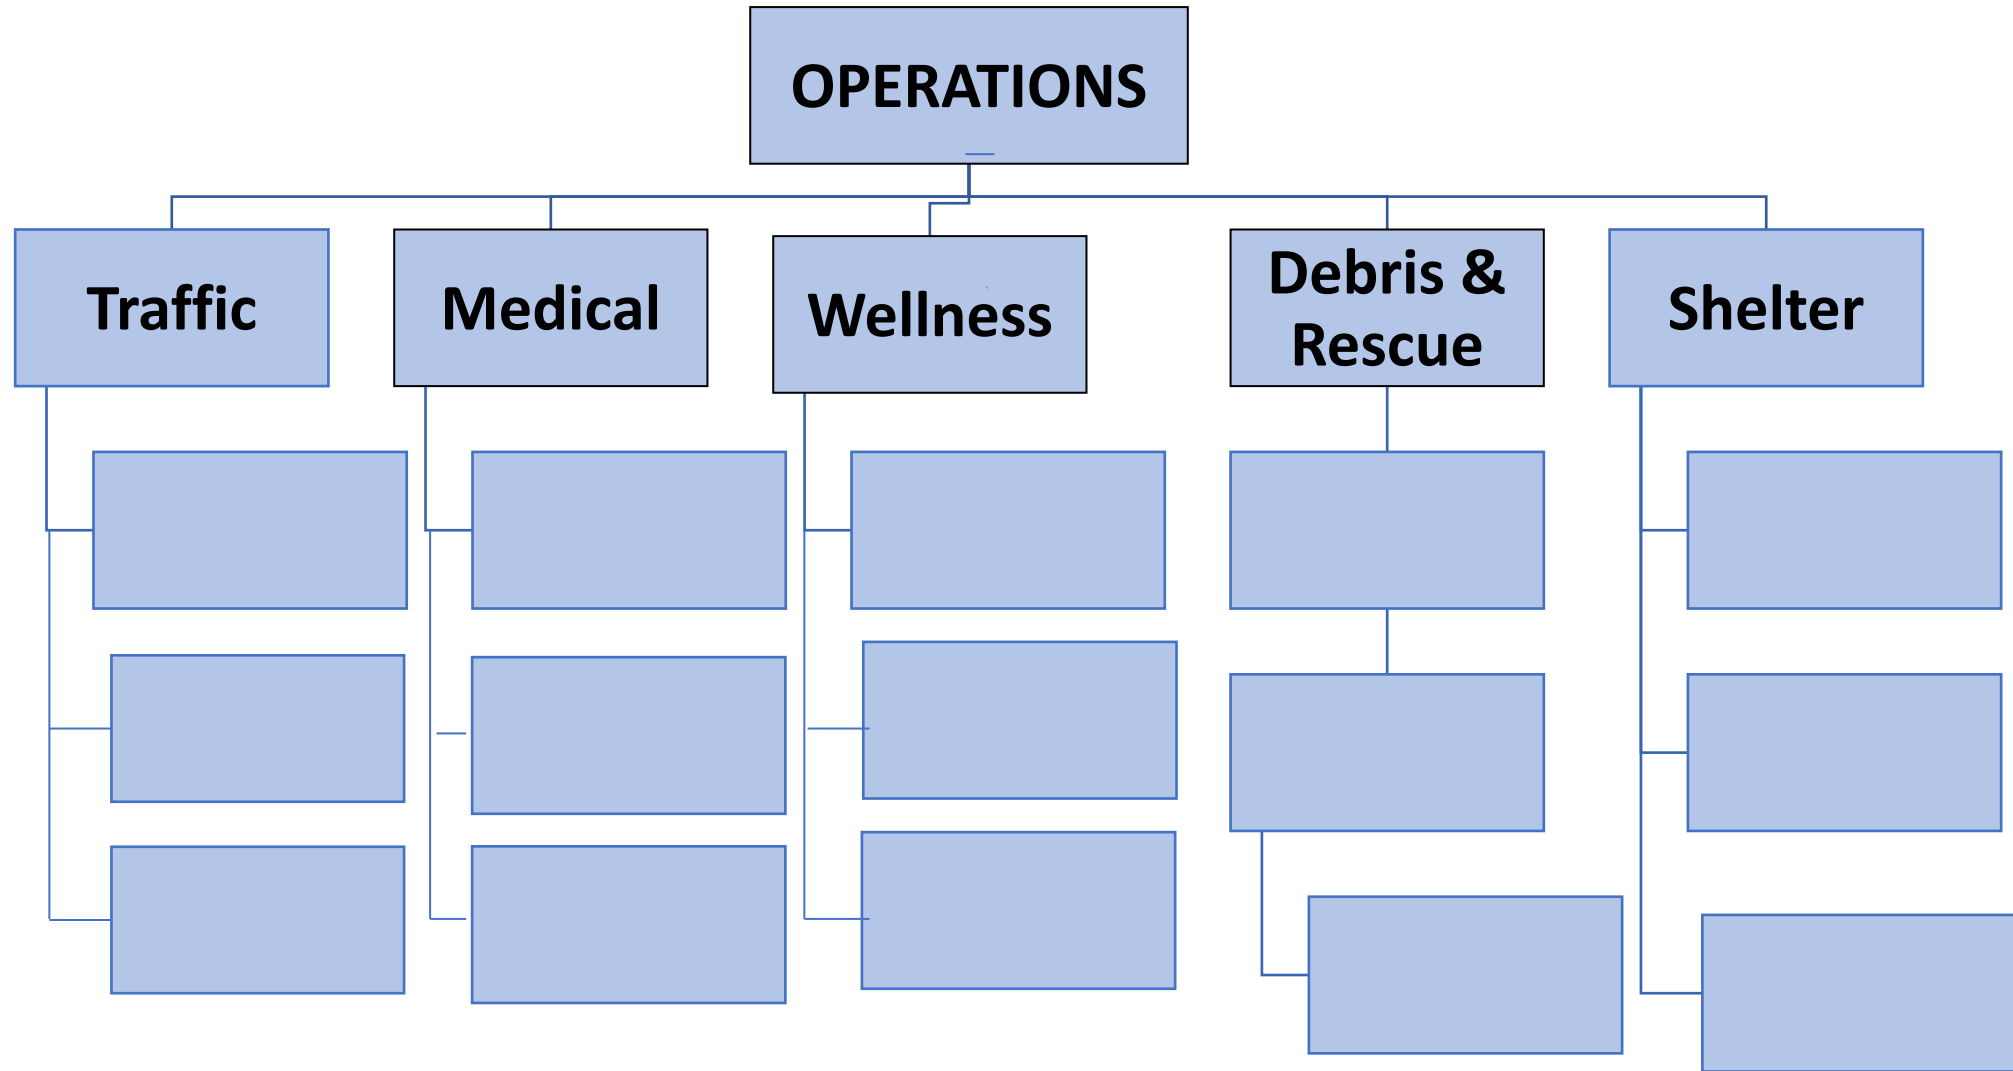 OPERATIONS
Traffic
Medical
Wellness
Debris &
Rescue
Shelter